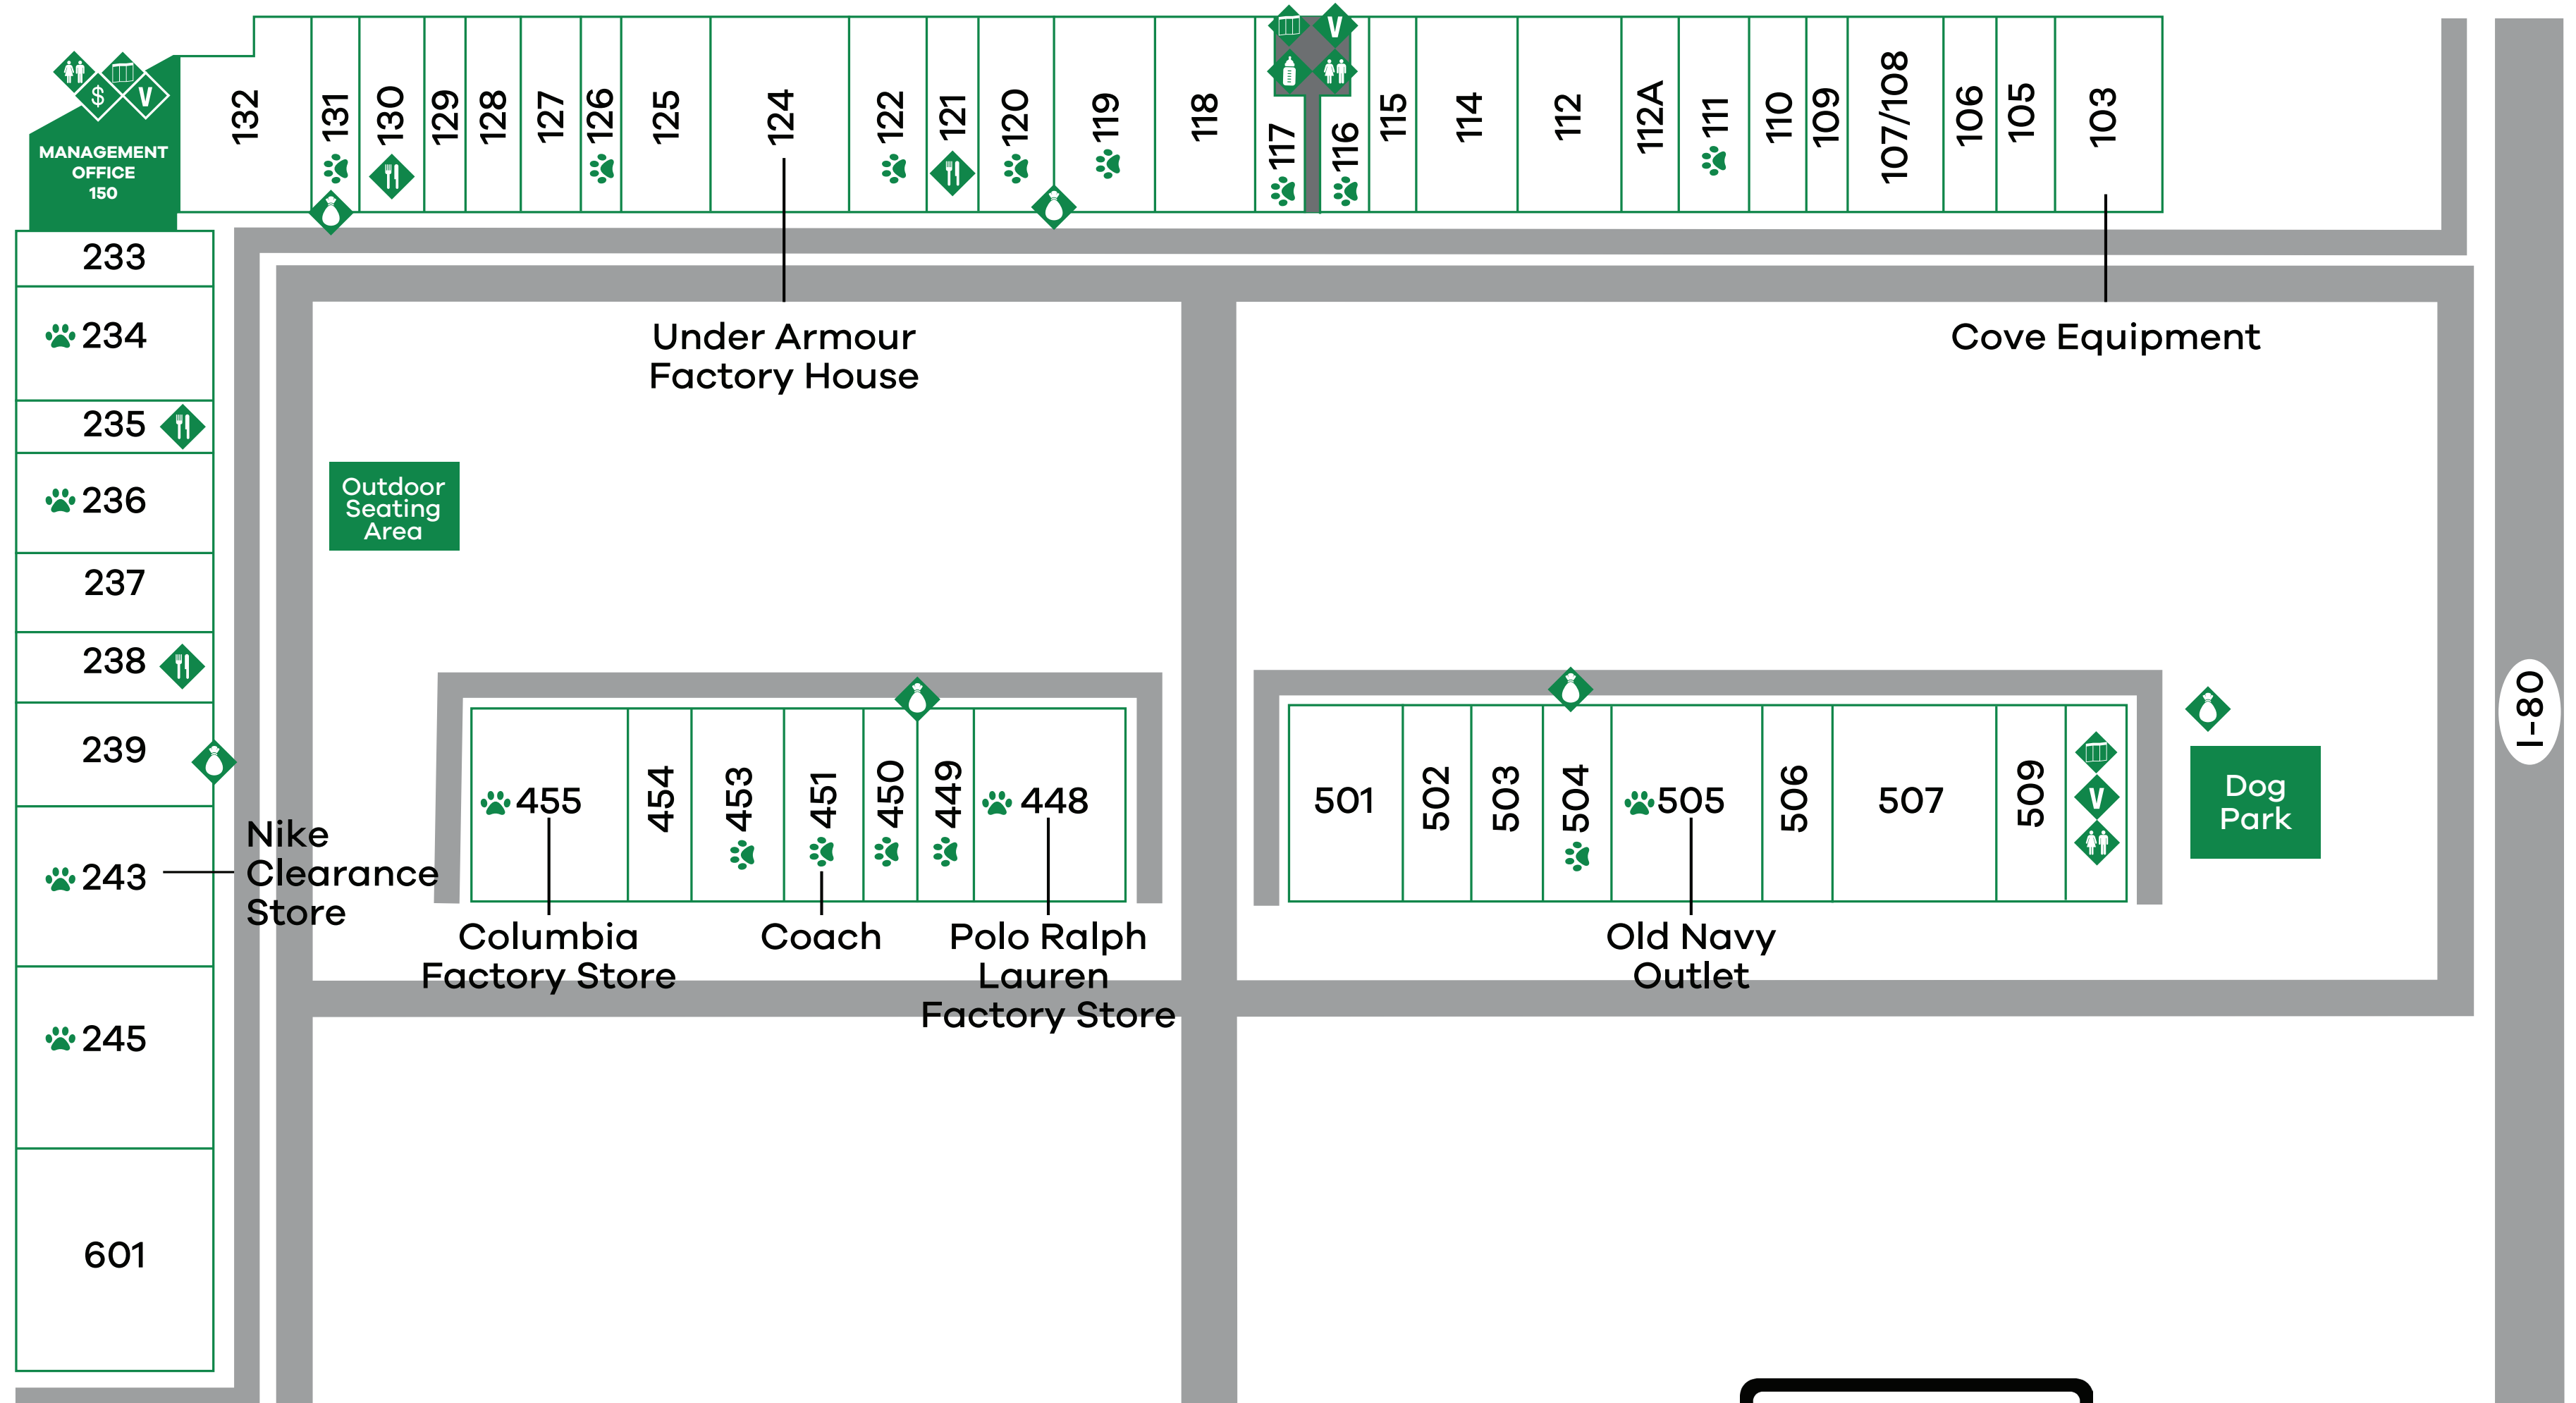 132
131
130
129
128
127
126
125
124
122
121
120
119
118
117
116
115
114
112
112A
111
110
109
107/108
106
105
103
V
$
V
MANAGEMENT
OFFICE
150
233
234
235
236
237
238
239
243
245
601
Under Armour
Factory House
Cove Equipment
Outdoor
Seating
Area
Nike
Clearance
Store
455
454
453
451
450
449
448
Columbia
Factory Store
Coach
Polo Ralph
Lauren
Factory Store
501
502
503
504
505
506
507
509
V
Old Navy
Outlet
Dog
Park
I-80